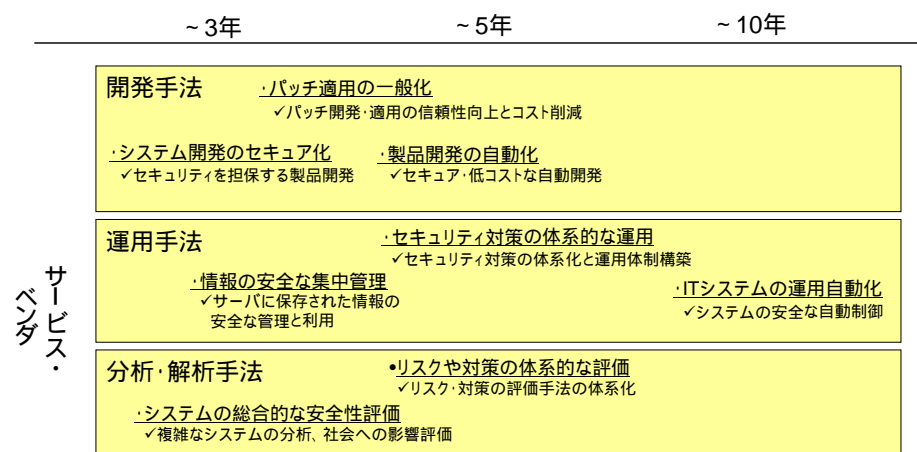 ~3年 ~5年 ~10年
開発手法
・パッチ適用の一般化
✓パッチ開発・適用の信頼性向上とコスト削減
・システム開発のセキュア化
✓セキュリティを担保する製品開発
・製品開発の自動化
✓セキュア・低コストな自動開発
サービス・
ベンダ
運用手法
・セキュリティ対策の体系的な運用
✓セキュリティ対策の体系化と運用体制構築
・情報の安全な集中管理
✓サーバに保存された情報の
安全な管理と利用
・ITシステムの運用自動化
✓システムの安全な自動制御
分析・解析手法
•リスクや対策の体系的な評価
✓リスク・対策の評価手法の体系化
・システムの総合的な安全性評価
✓複雑なシステムの分析、社会への影響評価